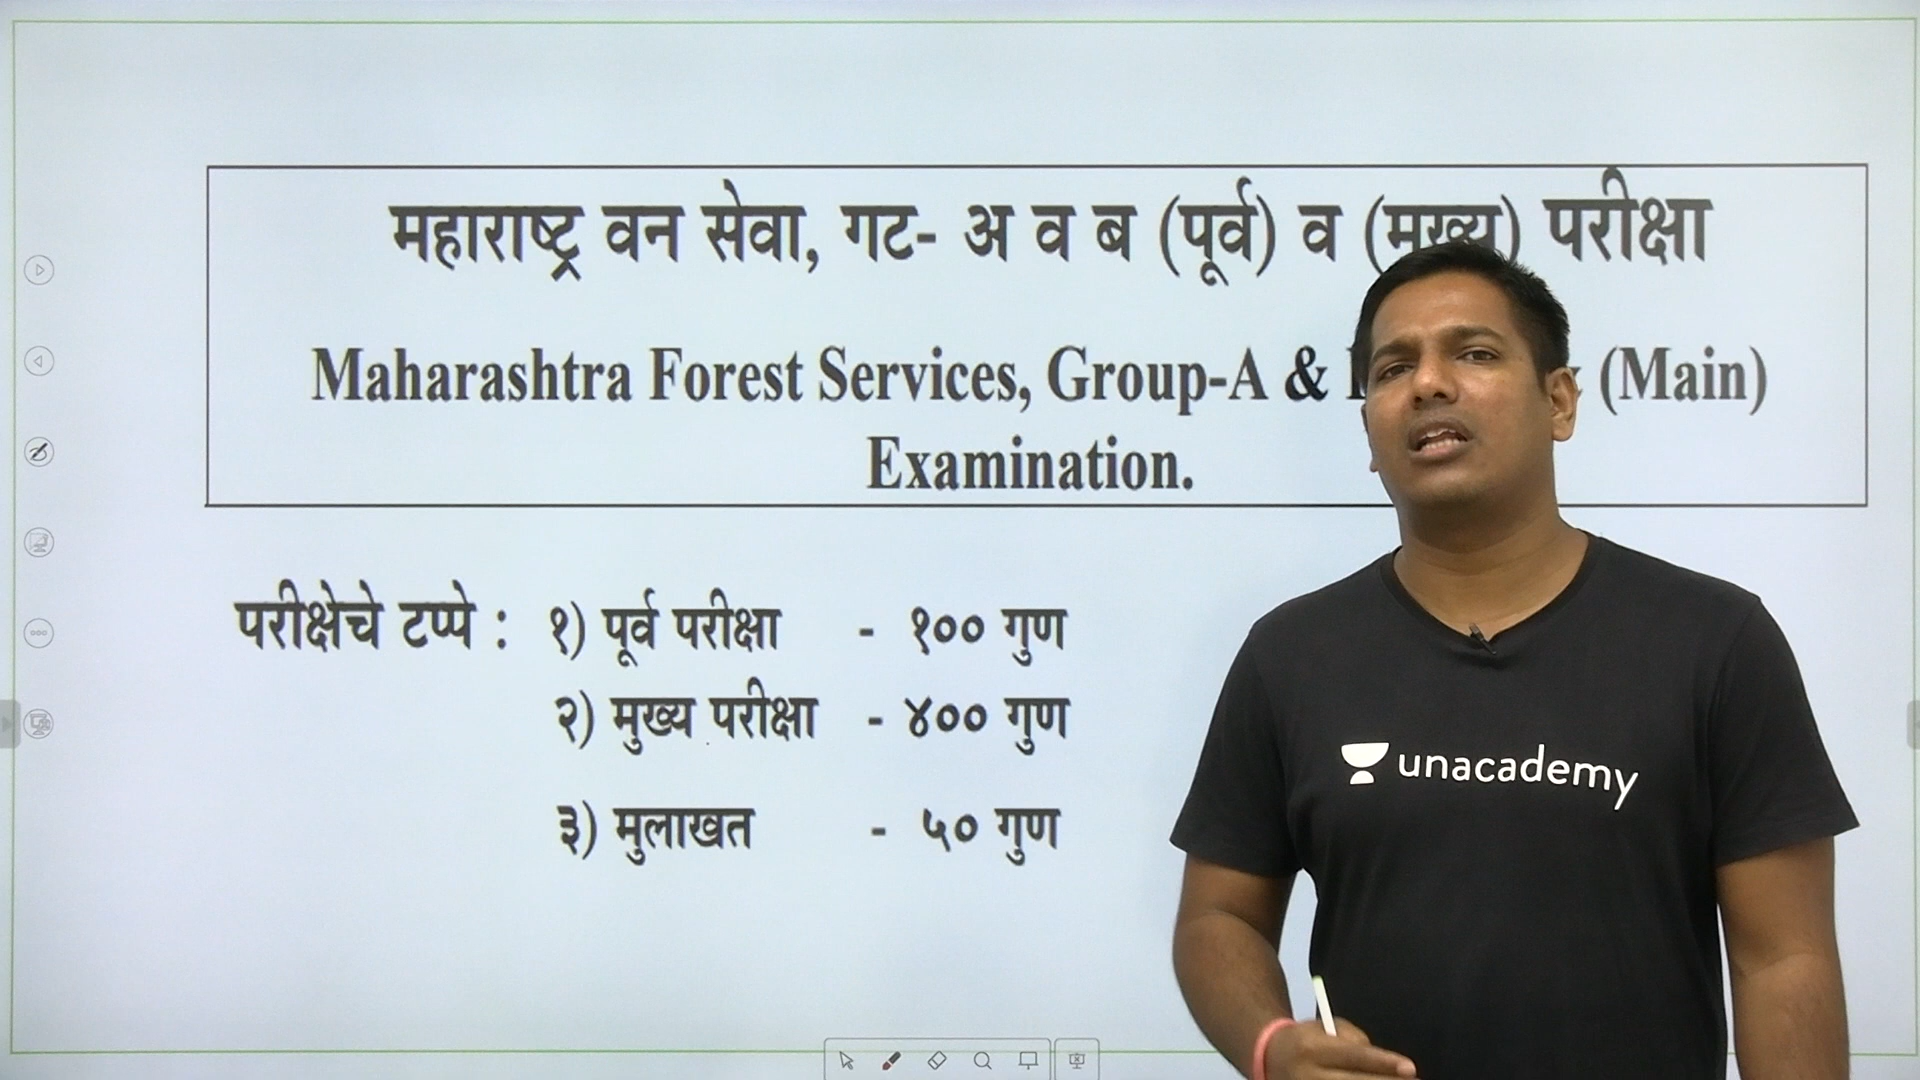 महाराष्ट्र वन सेवा, गट- अ व ब (पूर्व) व (मुख्य) परीक्षा
Maharashtra Forest Services, Group-A & (Main)
Examination.
परीक्षेचे टप्पे : १) पूर्व परीक्षा - १०० गुण
२) मुख्य परीक्षा - ४०० गुण
३) मुलाखत - ५० गुण
unacademy